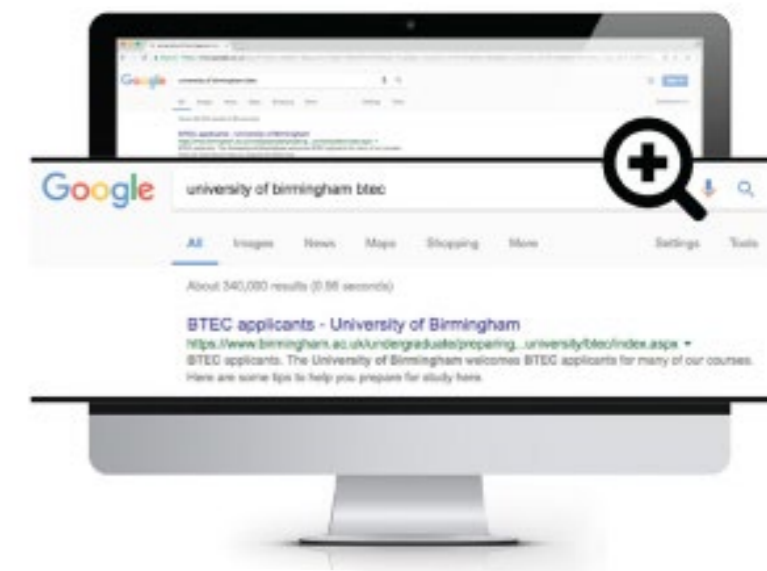 Google university of birmingham btec
All Images News Maps Shopping More Settings Tools
About 340,000 results
BTEC applicants - University of Birmingham
https://www.birmingham.ac.uk/undergraduate/preparing...university/btec/index.aspx
BTEC applicants. The University of Birmingham welcomes BTEC applicants for many of our courses.
Here are some tips to help you prepare for study here.